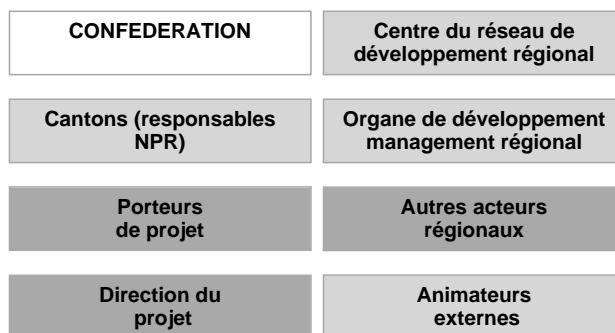 CONFEDERATION
Centre du réseau de
développement régional
Cantons (responsables
NPR)
Organe de développement
management régional
Porteurs
de projet
Autres acteurs
régionaux
Direction du
projet
Animateurs
externes